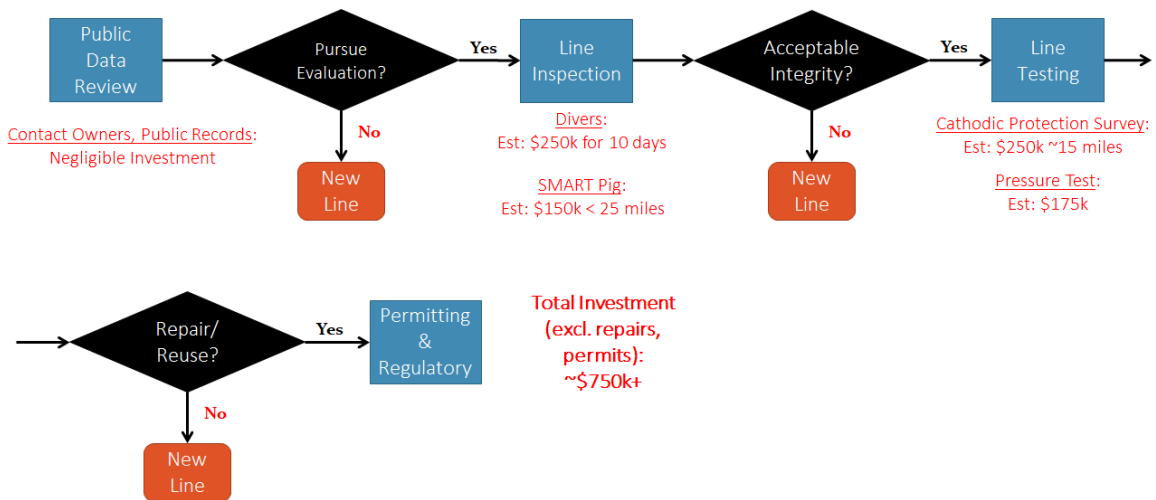 Public
Data
Review
Pursue
Evaluation?
Yes
Line
Inspection
Acceptable
Integrity?
Yes
Line
Testing
Contact Owners, Public Records:
Negligible Investment
No
New
Line
Divers:
Est: $250k for 10 days
SMART Pig:
Est: $150k < 25 miles
No
New
Line
Cathodic Protection Survey:
Est: $250k ~15 miles
Pressure Test:
Est: $175k
Repair/
Reuse?
Yes
Permitting
&
Regulatory
Total Investment
(excl. repairs,
permits):
~$750k+
No
New
Line